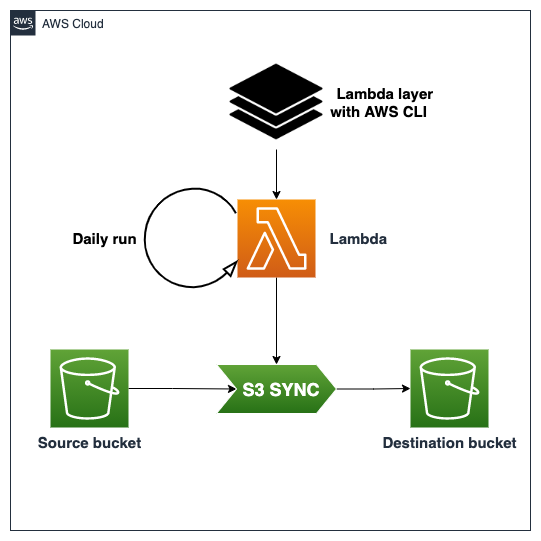 aws
AWS Cloud
Lambda layer
with AWS CLI
Daily run
Lambda
S3 SYNC
Source bucket
Destination bucket